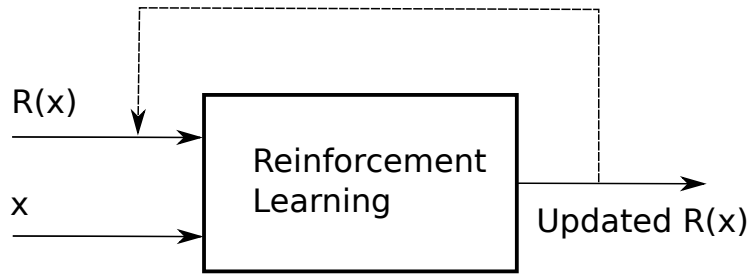 R(x)
x
Reinforcement
Learning
Updated R(x)